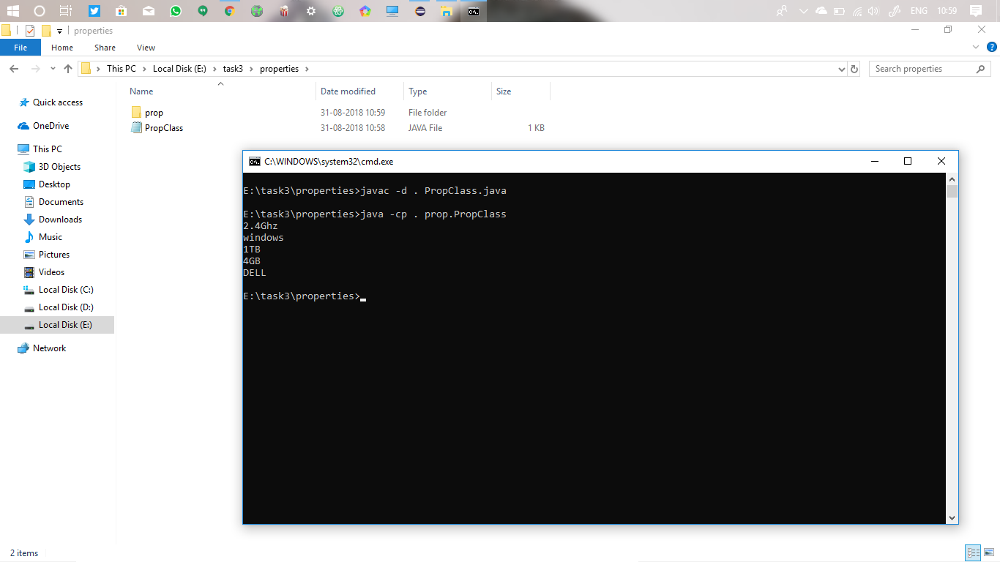 ENG 10:59
properties
File Home Share View
This PC Local Disk (E:) task3 properties
Search properties
Name Date modified Type Size
Quick access
prop 31-08-2018 10:59 File folder
PropClass 31-08-2018 10:58 JAVA File 1 KB
OneDrive
This PC
3D Objects
Desktop
Documents
Downloads
Music
Pictures
Videos
Local Disk (C:)
Local Disk (D:)
Local Disk (E:)
Network
C:\WINDOWS\system32\cmd.exe
E:\task3\properties>javac -d . PropClass.java
E:\task3\properties>java -cp . prop.PropClass
2.4Ghz
windows
1TB
4GB
DELL
E:\task3\properties>
2 items